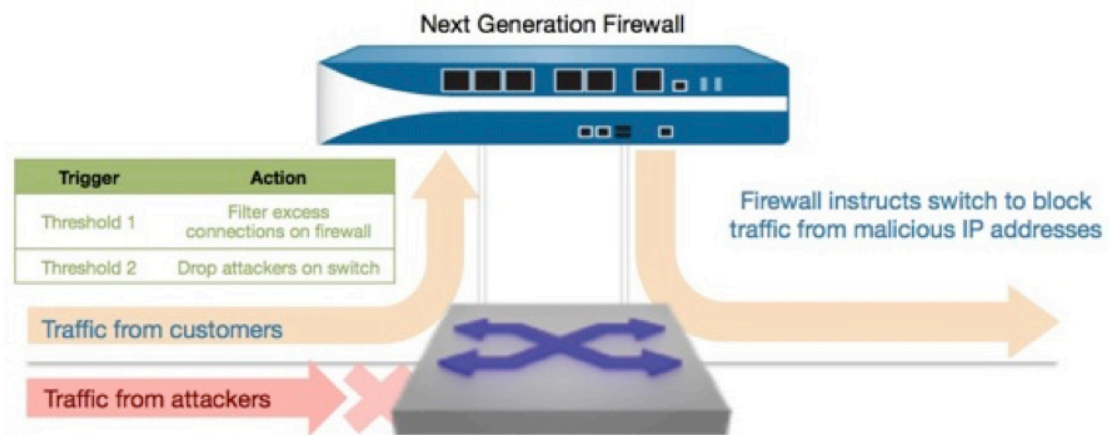 Next Generation Firewall
Trigger Action
Threshold 1 Filter excess
connections on firewall
Threshold 2 Drop attackers on switch
Firewall instructs switch to block
traffic from malicious IP addresses
Traffic from customers
Traffic from attackers